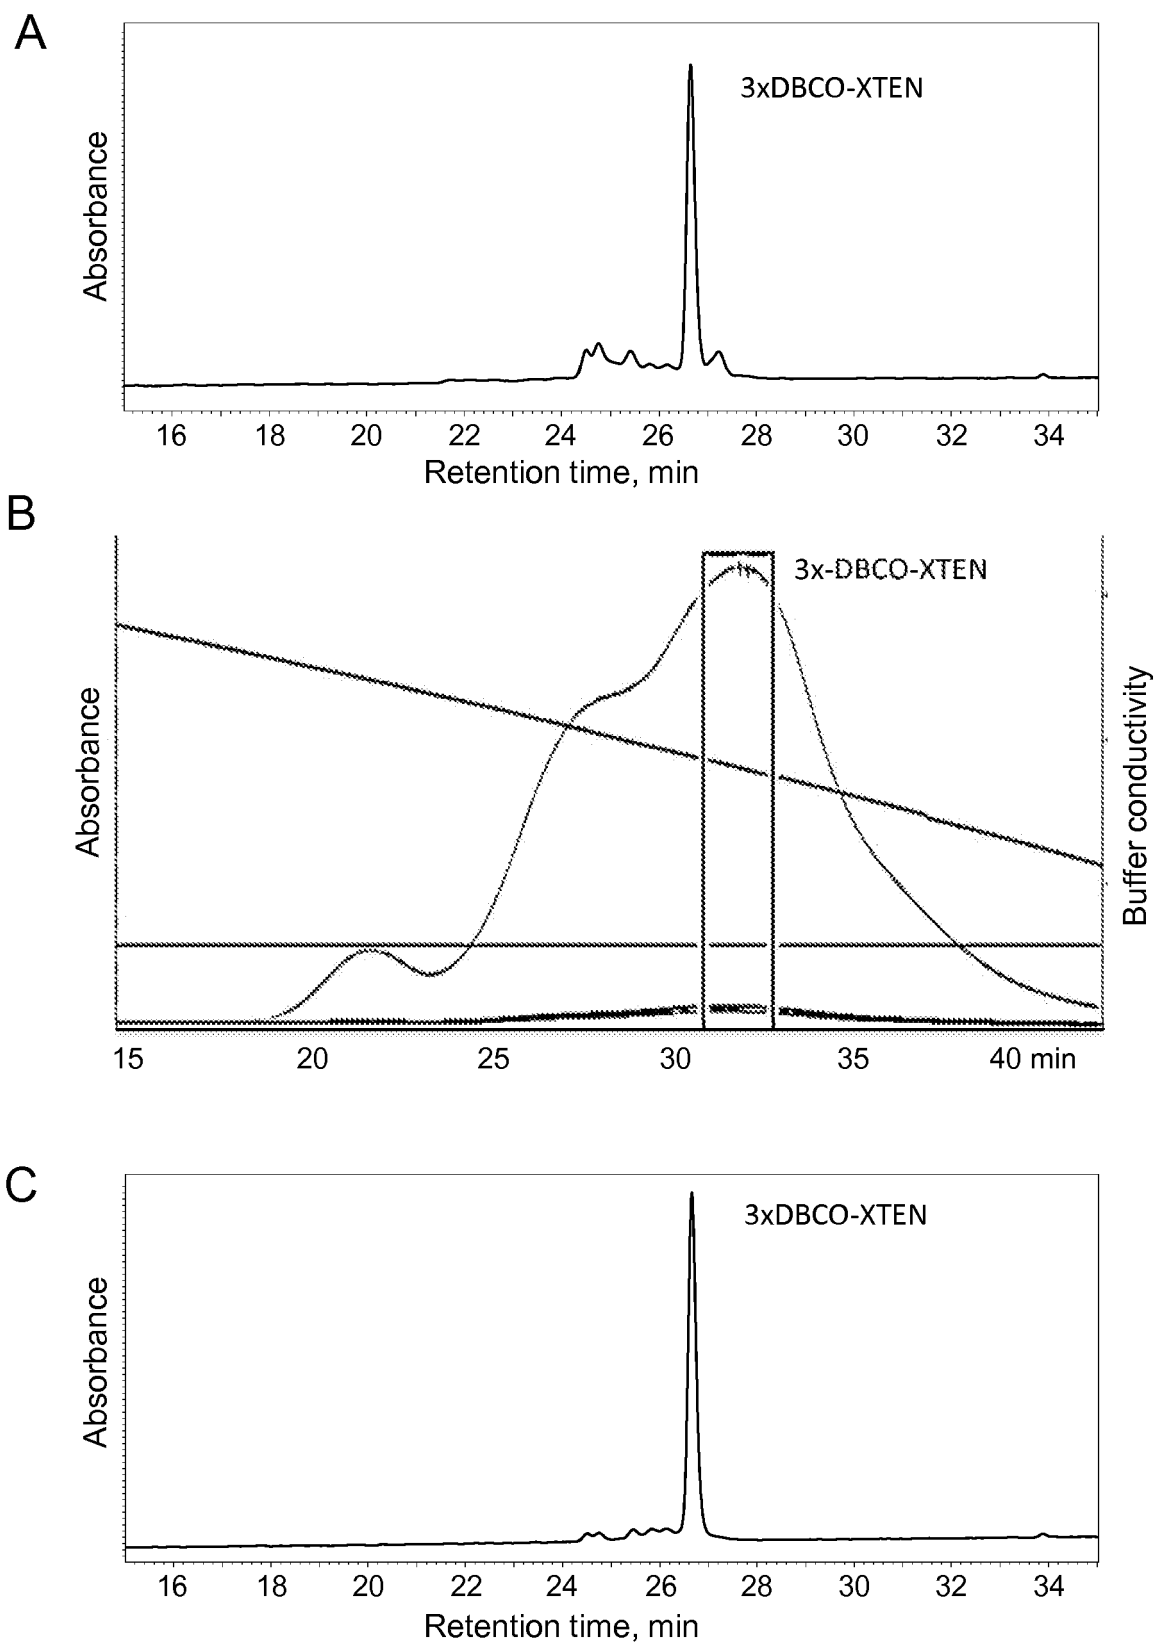 A
3xDBCO-XTEN
Absorbance
16 18 20 22 24 26 28 30 32 34
Retention time, min
B
3x-DBCO-XTEN
Absorbance
Buffer conductivity
15 20 25 30 35 40 min
C
3xDBCO-XTEN
Absorbance
16 18 20 22 24 26 28 30 32 34
Retention time, min